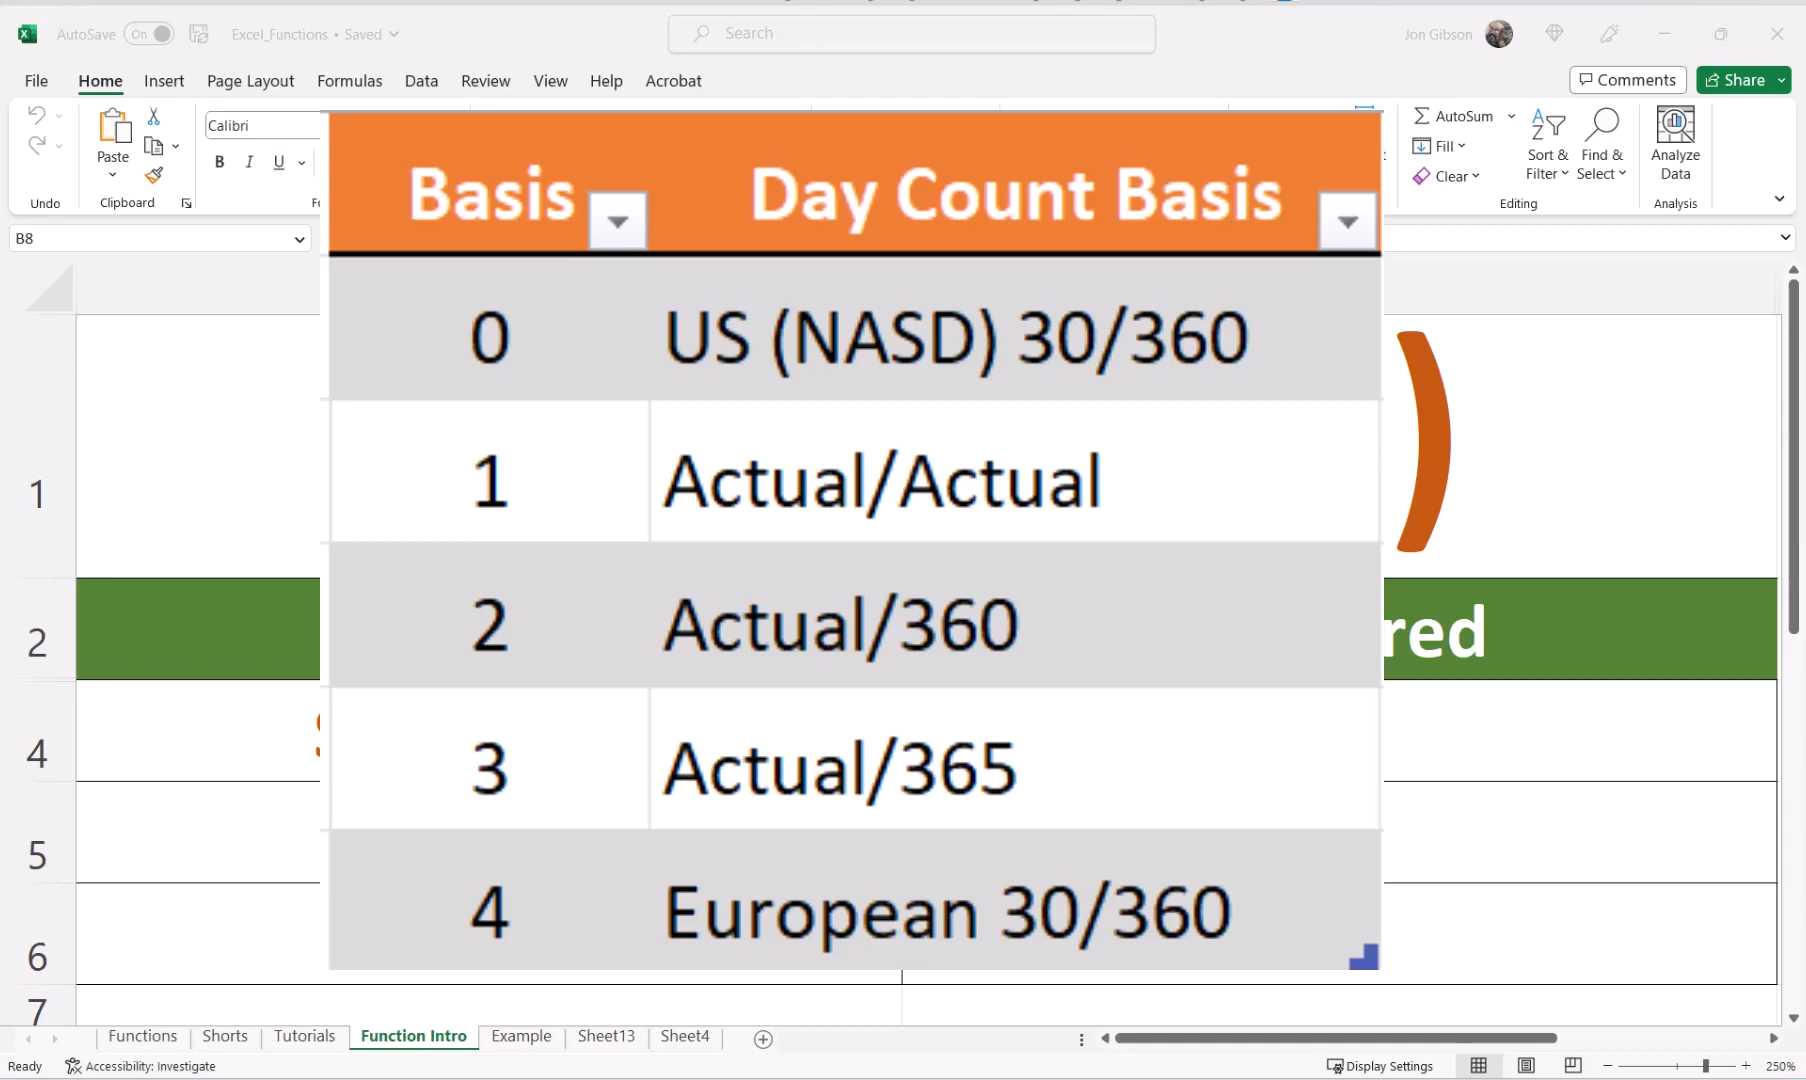 AutoSave On Excel_Functions • Saved Search Jon Gibson
File Home Insert Page Layout Formulas Data Review View Help Acrobat Comments Share
Paste
Calibri
B I U
AutoSum
Fill
Clear
Sort & Filter
Find & Select
Analyze Data
Undo Clipboard Editing Analysis
B8
Basis Day Count Basis
0 US (NASD) 30/360
1 Actual/Actual
2 Actual/360
3 Actual/365
4 European 30/360
)
red
1
2
4
5
6
7
Functions Shorts Tutorials Function Intro Example Sheet13 Sheet4
Ready Accessibility: Investigate Display Settings 250%